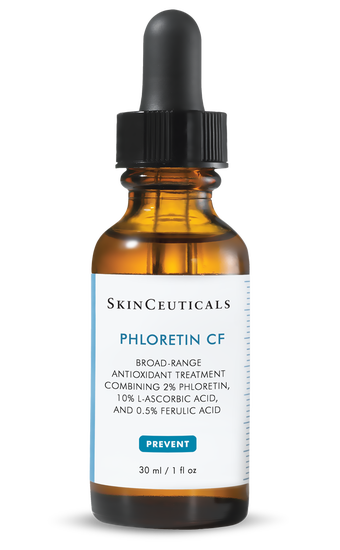 SKINCEUTICALS
PHLORETIN CF
BROAD-RANGE
ANTIOXIDANT TREATMENT
COMBINING 2% PHLORETIN,
10% L-ASCORBIC ACID,
AND 0.5% FERULIC ACID
PREVENT
30 ml / 1 fl oz